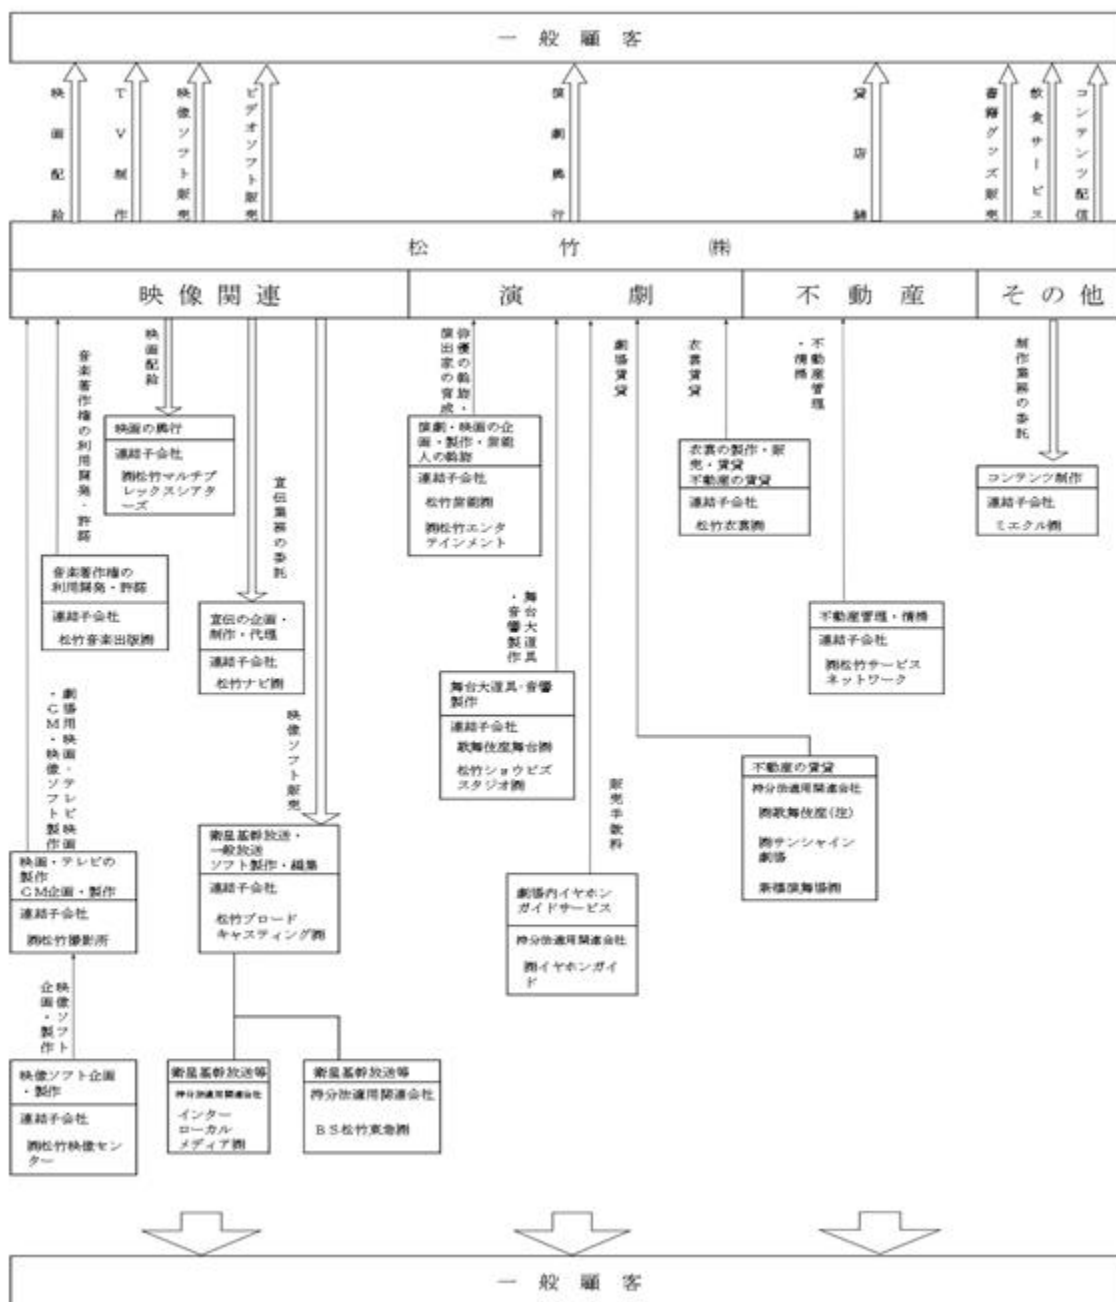 一般顧客
映画配給
TV制作
映像ソフト販売
ビデオソフト販売
演劇興行
貸店舗
書籍グッズ販売
飲食サービス
コンテンツ配信
松竹㈱
映像関連
演劇
不動産
その他
音楽著作権の利用開発・許諾
映画配給
宣伝業務の委託
俳優の斡旋・
演出家の育成
劇場賃貸
衣裳賃貸
不動産管理
・清掃
制作業務の委託
映画の興行
連結子会社
㈱松竹マルチプ
レックスシアター
ズ
演劇・映画の企
画・製作・芸能
人の斡旋
連結子会社
松竹芸能㈱
㈱松竹エンタ
テインメント
衣裳の製作・販
売・賃貸
不動産の賃貸
連結子会社
松竹衣裳㈱
コンテンツ制作
連結子会社
ミエクル㈱
音楽著作権の
利用開発・許諾
連結子会社
松竹音楽出版㈱
宣伝の企画・
制作・代理
連結子会社
松竹ナビ㈱
舞台大道具
・音響製作
不動産管理・清掃
連結子会社
㈱松竹サービス
ネットワーク
舞台大道具・音響
製作
連結子会社
歌舞伎座舞台㈱
松竹ショウビズ
スタジオ㈱
映像ソフト販売
販売手数料
不動産の賃貸
持分法適用関連会社
㈱歌舞伎座(注)
㈱サンシャイン
劇場
新橋演舞場㈱
映画・テレビの
製作
CM企画・製作
連結子会社
㈱松竹撮影所
衛星基幹放送・
一般放送
ソフト製作・編集
連結子会社
松竹ブロード
キャスティング㈱
劇場内イヤホン
ガイドサービス
持分法適用関連会社
㈱イヤホンガイ
ド
映像ソフト
企画・製作
映像ソフト企画
・製作
連結子会社
㈱松竹映像セン
ター
衛星基幹放送等
持分法適用関連会社
インター
ローカル
メディア㈱
衛星基幹放送等
持分法適用関連会社
BS松竹東急㈱
一般顧客